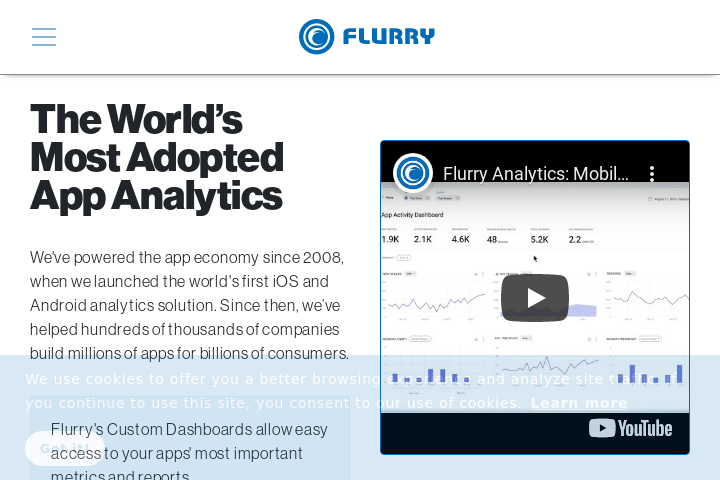 FLURRY
The World's
Most Adopted
App Analytics
We've powered the app economy since 2008,
when we launched the world's first iOS and
Android analytics solution. Since then, we've
helped hundreds of thousands of companies
build millions of apps for billions of consumers.
Flurry Analytics: Mobil...
App Activity Dashboard
1.9K 2.1K 4.6K 48 5.2K 2.2
YouTube
We use cookies to offer you a better browsing experience and analyze site traffic. If
you continue to use this site, you consent to our use of cookies. Learn more
Got it!
Flurry's Custom Dashboards allow easy
access to your apps' most important
metrics and reports